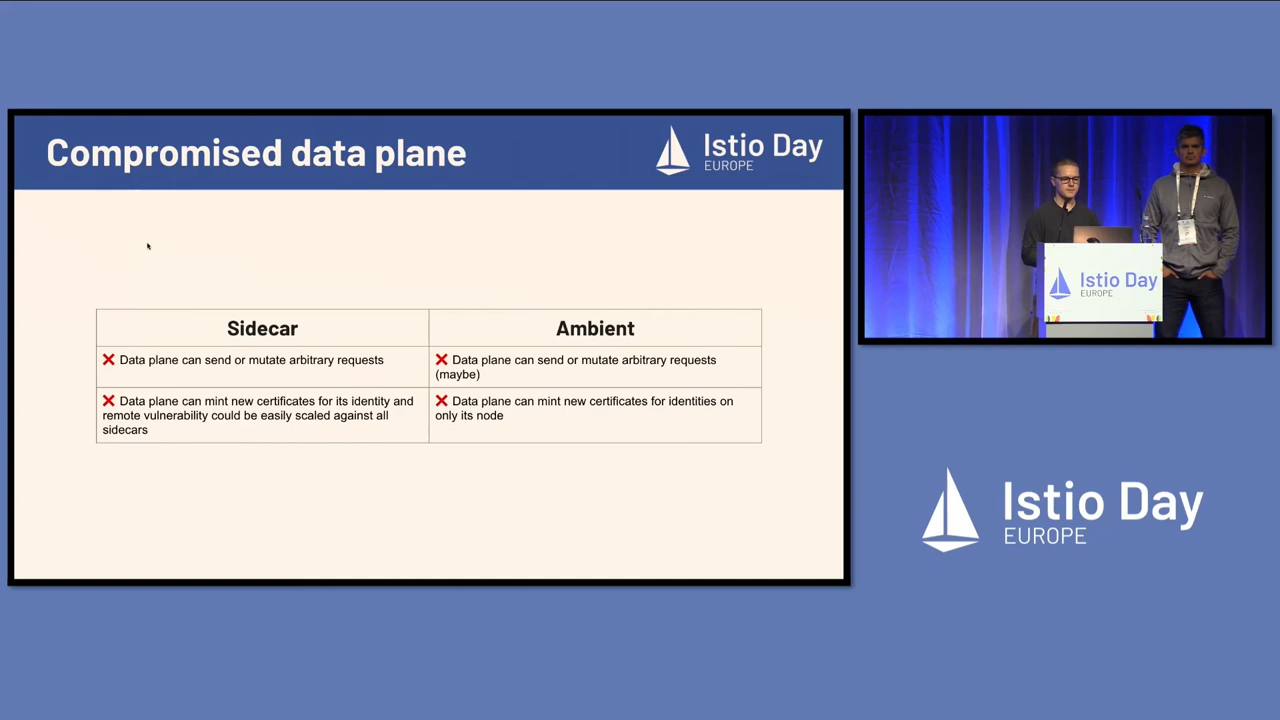 Compromised data plane
Istio Day
EUROPE
Sidecar
Ambient
❌ Data plane can send or mutate arbitrary requests
❌ Data plane can send or mutate arbitrary requests
(maybe)
❌ Data plane can mint new certificates for its identity and
remote vulnerability could be easily scaled against all
sidecars
❌ Data plane can mint new certificates for identities on
only its node
Istio Day
EUROPE
Istio Day
EUROPE